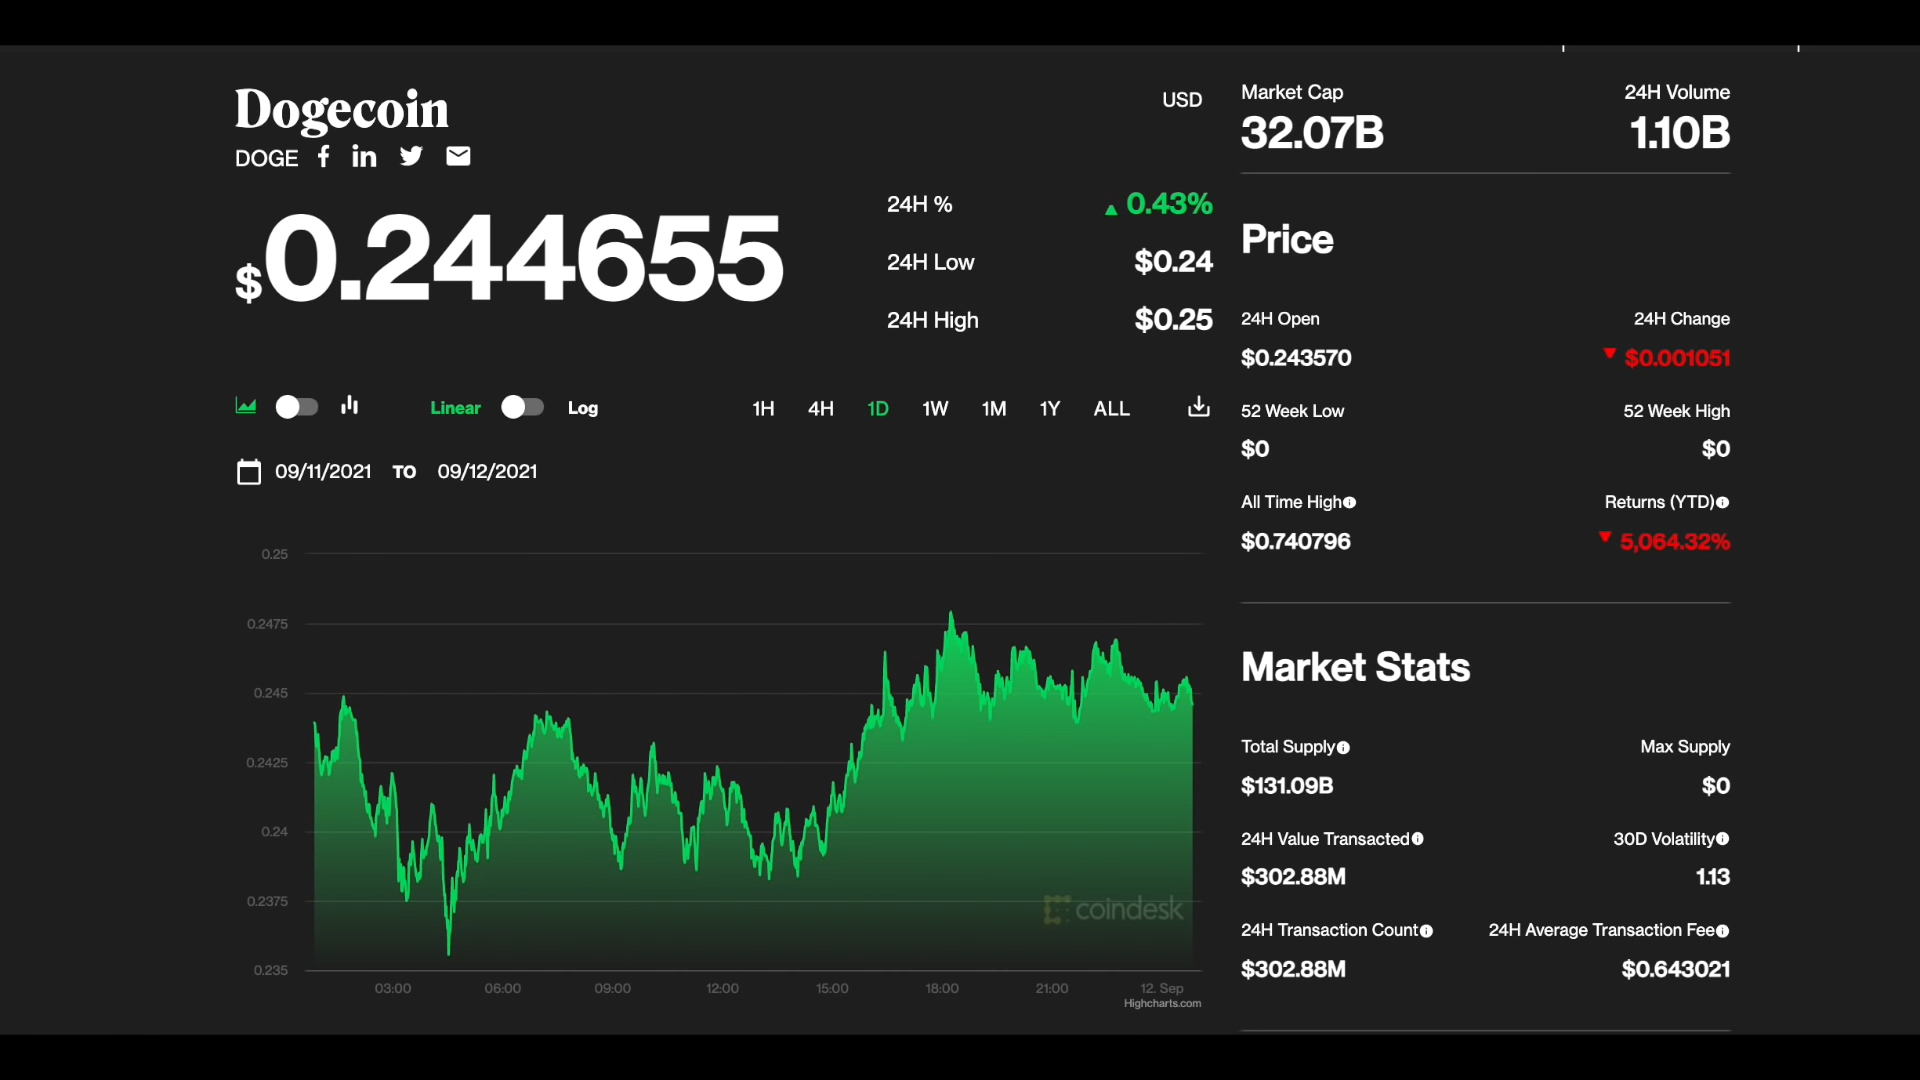 Dogecoin
DOGE
USD
$0.244655
24H % 0.43%
24H Low $0.24
24H High $0.25
Linear Log 1H 4H 1D 1W 1M 1Y ALL
09/11/2021 TO 09/12/2021
0.25
0.2475
0.245
0.2425
0.24
0.2375
0.235
coindesk
03:00 06:00 09:00 12:00 15:00 18:00 21:00 12. Sep
Highcharts.com
Market Cap 24H Volume
32.07B 1.10B
Price
24H Open 24H Change
$0.243570 $0.001051
52 Week Low 52 Week High
$0 $0
All Time High Returns (YTD)
$0.740796 5,064.32%
Market Stats
Total Supply Max Supply
$131.09B $0
24H Value Transacted 30D Volatility
$302.88M 1.13
24H Transaction Count 24H Average Transaction Fee
$302.88M $0.643021